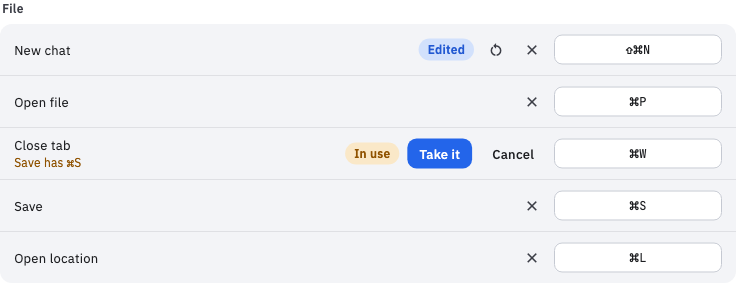 File
New chat Edited ⇧⌘N
Open file ⌘P
Close tab
Save has ⌘S
In use Take it Cancel ⌘W
Save ⌘S
Open location ⌘L